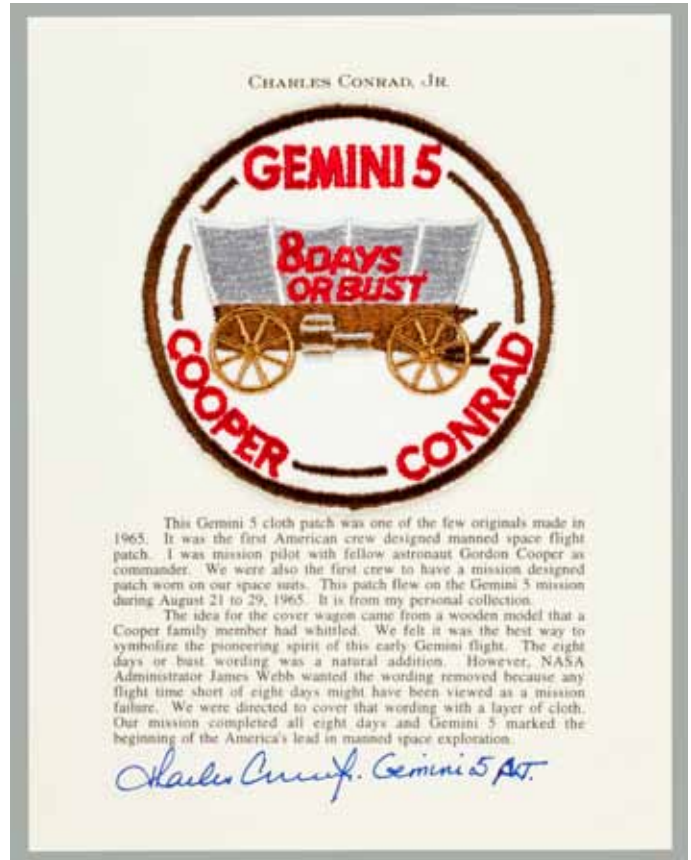 CHARLES CONRAD, JR.
GEMINI 5
8 DAYS
OR BUST
COOPER
CONRAD
This Gemini 5 cloth patch was one of the few originals made in
1965. It was the first American crew designed manned space flight
patch. I was mission pilot with fellow astronaut Gordon Cooper as
commander. We were also the first crew to have a mission designed
patch worn on our space suits. This patch flew on the Gemini 5 mission
during August 21 to 29, 1965. It is from my personal collection.
The idea for the cover wagon came from a wooden model that a
Cooper family member had whittled. We felt it was the best way to
symbolize the pioneering spirit of this early Gemini flight. The eight
days or bust wording was a natural addition. However, NASA
Administrator James Webb wanted the wording removed because any
flight time short of eight days might have been viewed as a mission
failure. We were directed to cover that wording with a layer of cloth.
Our mission completed all eight days and Gemini 5 marked the
beginning of the America's lead in manned space exploration.
Charles Conrad Jr. Gemini 5 PLT.